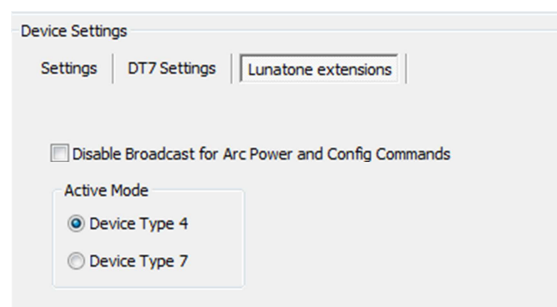 Device Settings
Settings DT7 Settings Lunatone extensions
Disable Broadcast for Arc Power and Config Commands
Active Mode
Device Type 4
Device Type 7